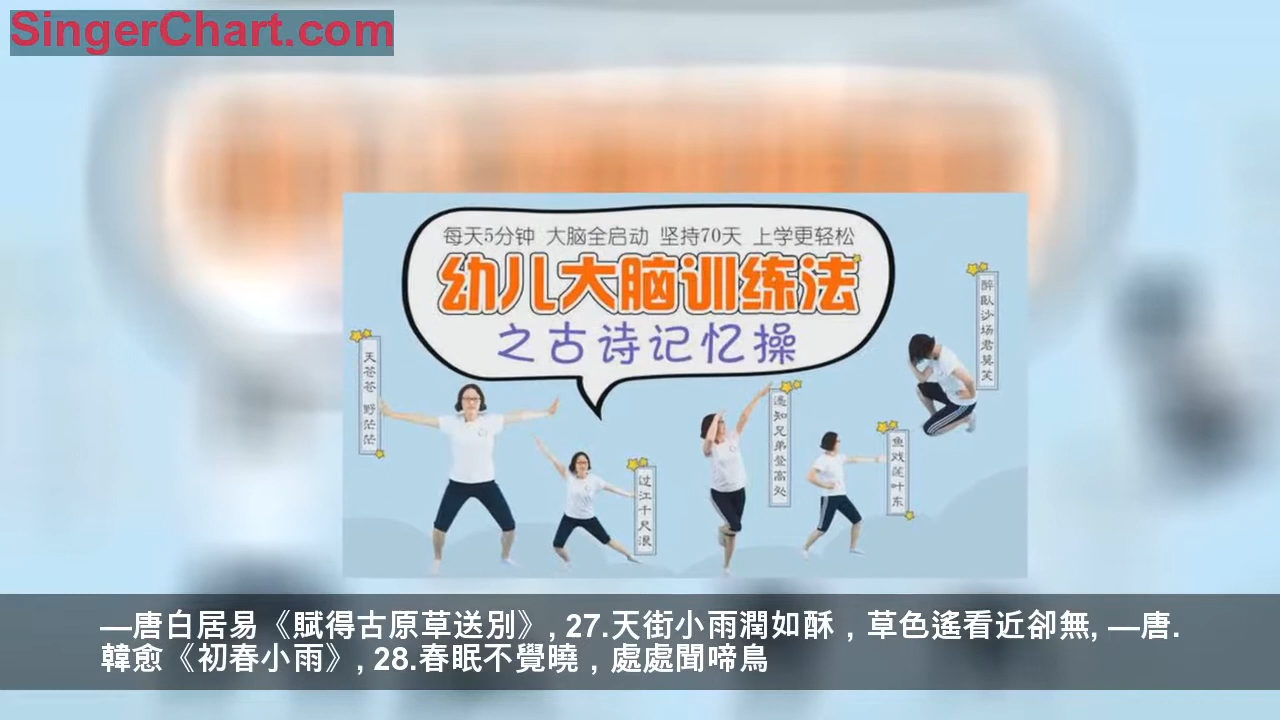 SingerChart.com
每天5分钟 大脑全启动 坚持70天 上学更轻松
幼儿大脑训练法
之古诗记忆操
天苍苍 野茫茫
过江千尺浪
遥知兄弟登高处
鱼戏莲叶东
醉卧沙场君莫笑
—唐白居易《賦得古原草送別》, 27.天街小雨潤如酥，草色遙看近卻無, —唐.
韓愈《初春小雨》, 28.春眠不覺曉，處處聞啼鳥